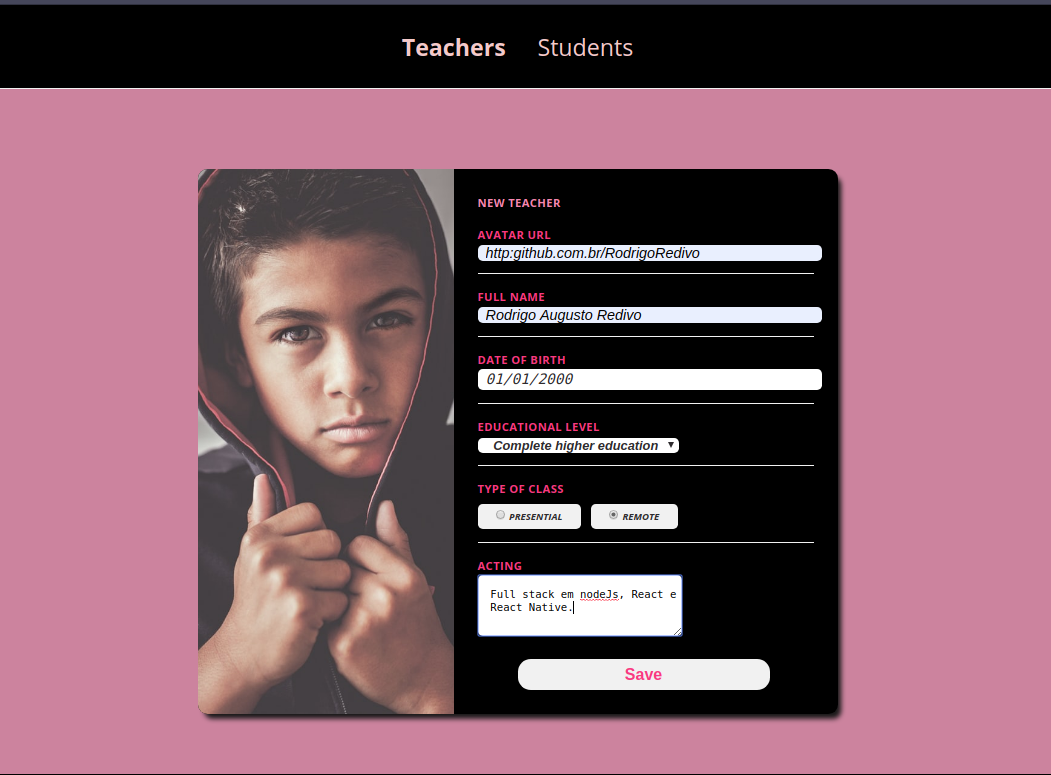 Teachers Students
NEW TEACHER
AVATAR URL
http:github.com.br/RodrigoRedivo
FULL NAME
Rodrigo Augusto Redivo
DATE OF BIRTH
01/01/2000
EDUCATIONAL LEVEL
Complete higher education
TYPE OF CLASS
PRESENTIAL REMOTE
ACTING
Full stack em nodeJs, React e
React Native.
Save